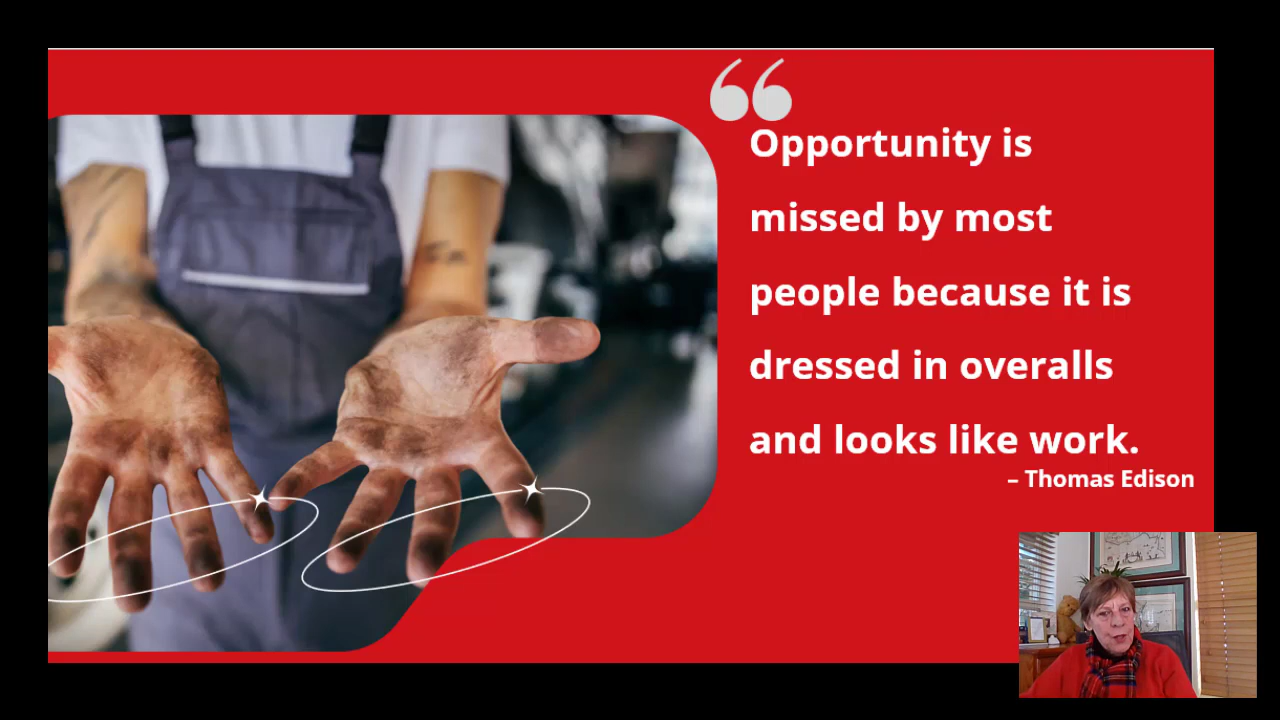 “
Opportunity is
missed by most
people because it is
dressed in overalls
and looks like work.
– Thomas Edison